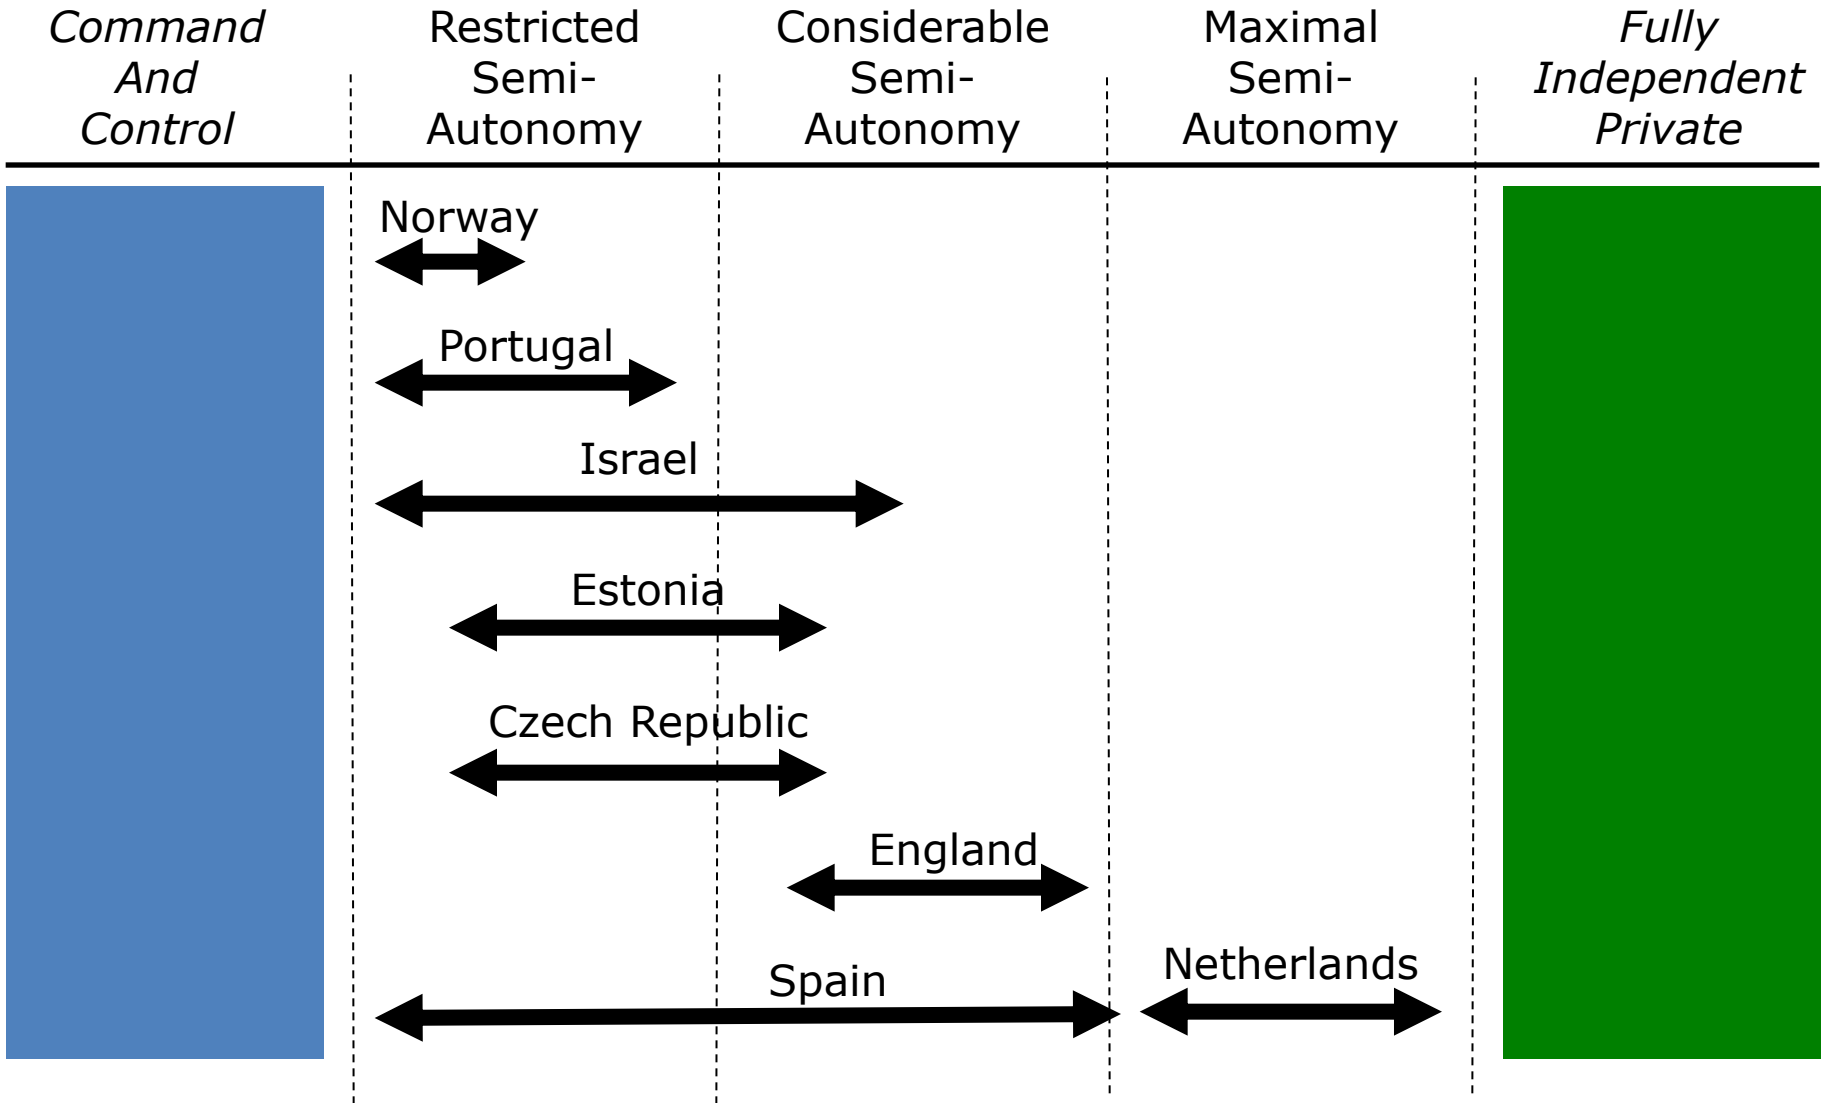 Command
And
Control
Restricted
Semi-
Autonomy
Considerable
Semi-
Autonomy
Maximal
Semi-
Autonomy
Fully
Independent
Private
Norway
Portugal
Israel
Estonia
Czech Republic
England
Spain
Netherlands